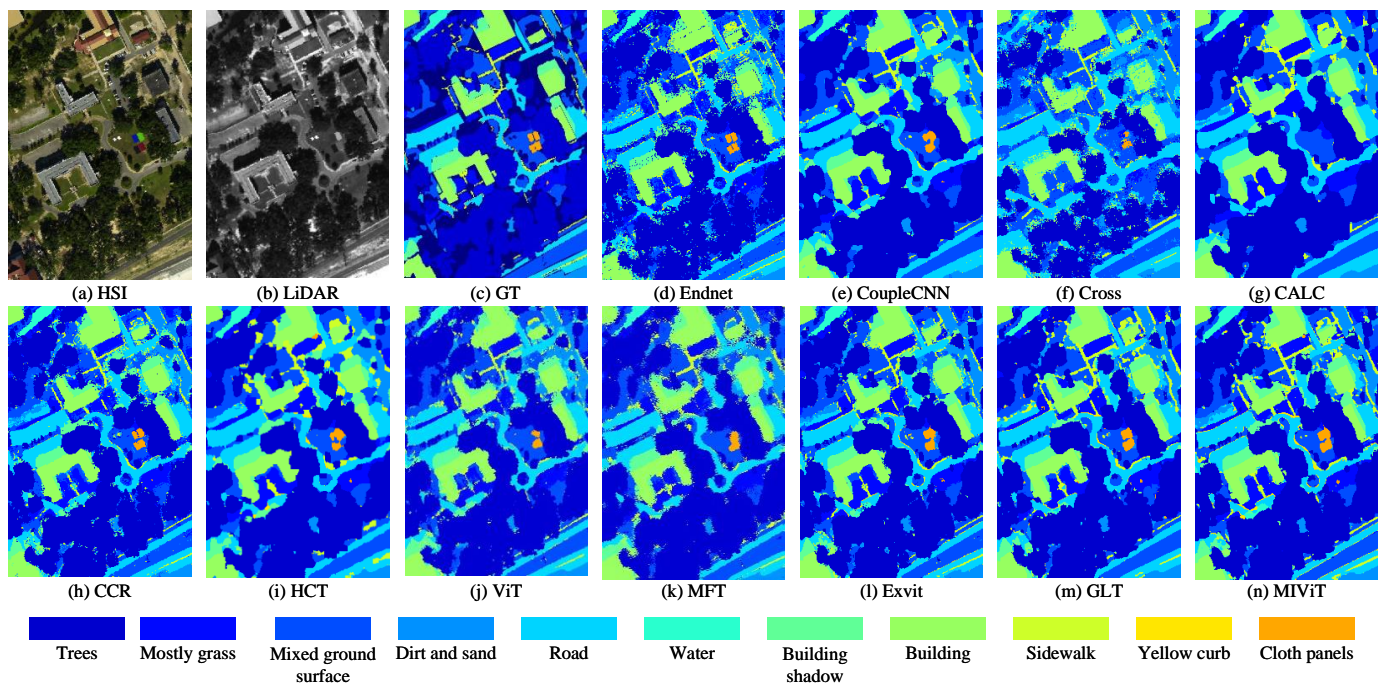 (a) HSI
(b) LiDAR
(c) GT
(d) Endnet
(e) CoupleCNN
(f) Cross
(g) CALC
(h) CCR
(i) HCT
(j) ViT
(k) MFT
(l) Exvit
(m) GLT
(n) MIViT
Trees
Mostly grass
Mixed ground
surface
Dirt and sand
Road
Water
Building
shadow
Building
Sidewalk
Yellow curb
Cloth panels